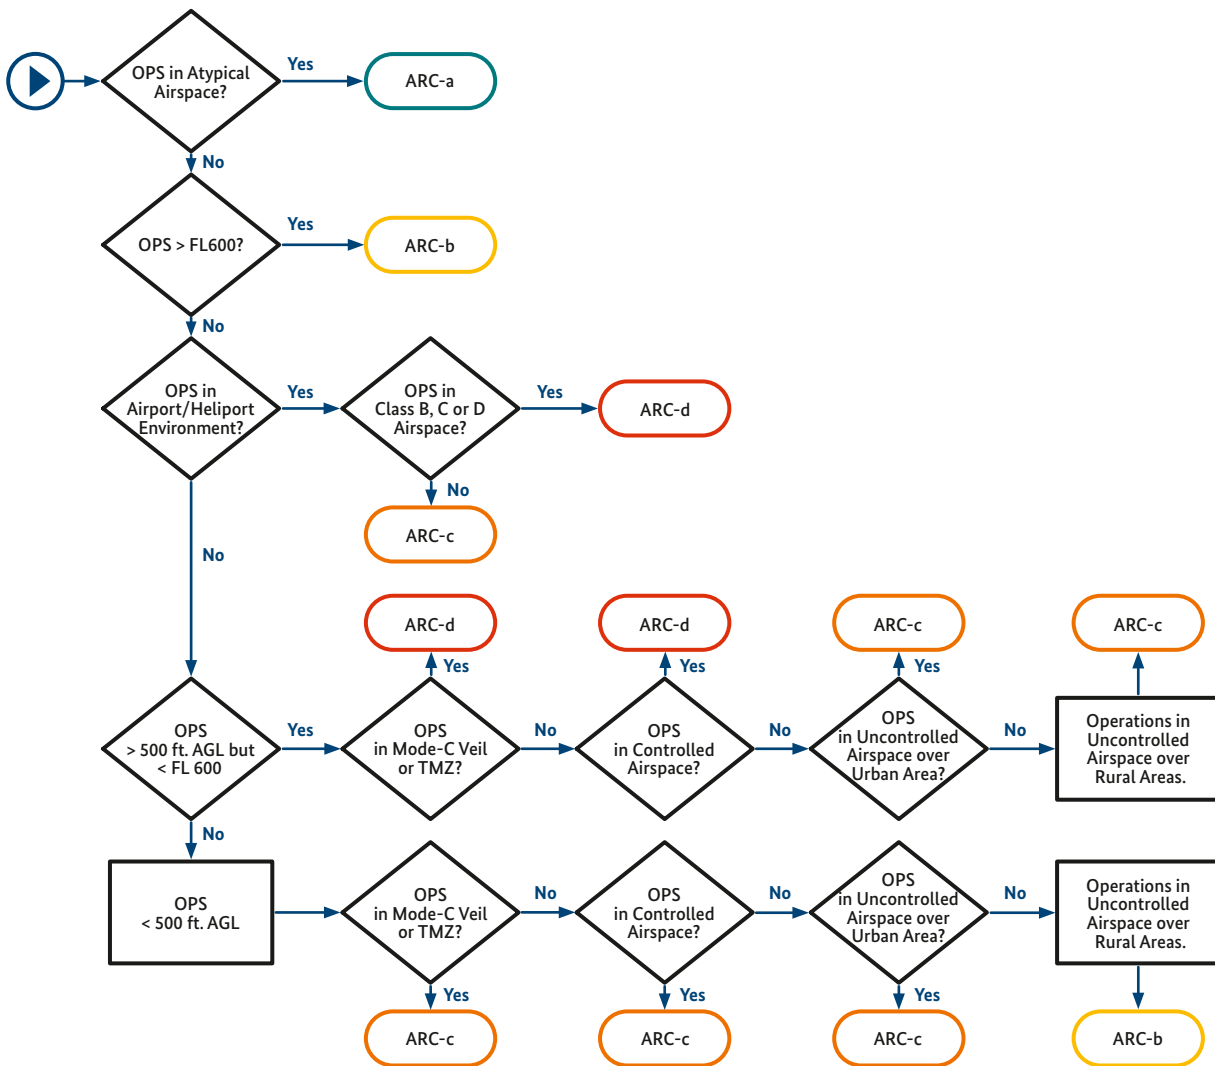 OPS in Atypical
Airspace?
Yes
ARC-a
No
OPS > FL600?
Yes
ARC-b
No
OPS in
Airport/Heliport
Environment?
Yes
OPS in
Class B, C or D
Airspace?
Yes
ARC-d
No
ARC-c
No
ARC-d
ARC-d
ARC-c
ARC-c
Yes
Yes
Yes
OPS
> 500 ft. AGL but
< FL 600
Yes
OPS
in Mode-C Veil
or TMZ?
No
OPS
in Controlled
Airspace?
No
OPS
in Uncontrolled
Airspace over
Urban Area?
No
Operations in
Uncontrolled
Airspace over
Rural Areas.
No
OPS
< 500 ft. AGL
OPS
in Mode-C Veil
or TMZ?
No
OPS
in Controlled
Airspace?
No
OPS
in Uncontrolled
Airspace over
Urban Area?
No
Operations in
Uncontrolled
Airspace over
Rural Areas.
Yes
Yes
Yes
ARC-c
ARC-c
ARC-c
ARC-b